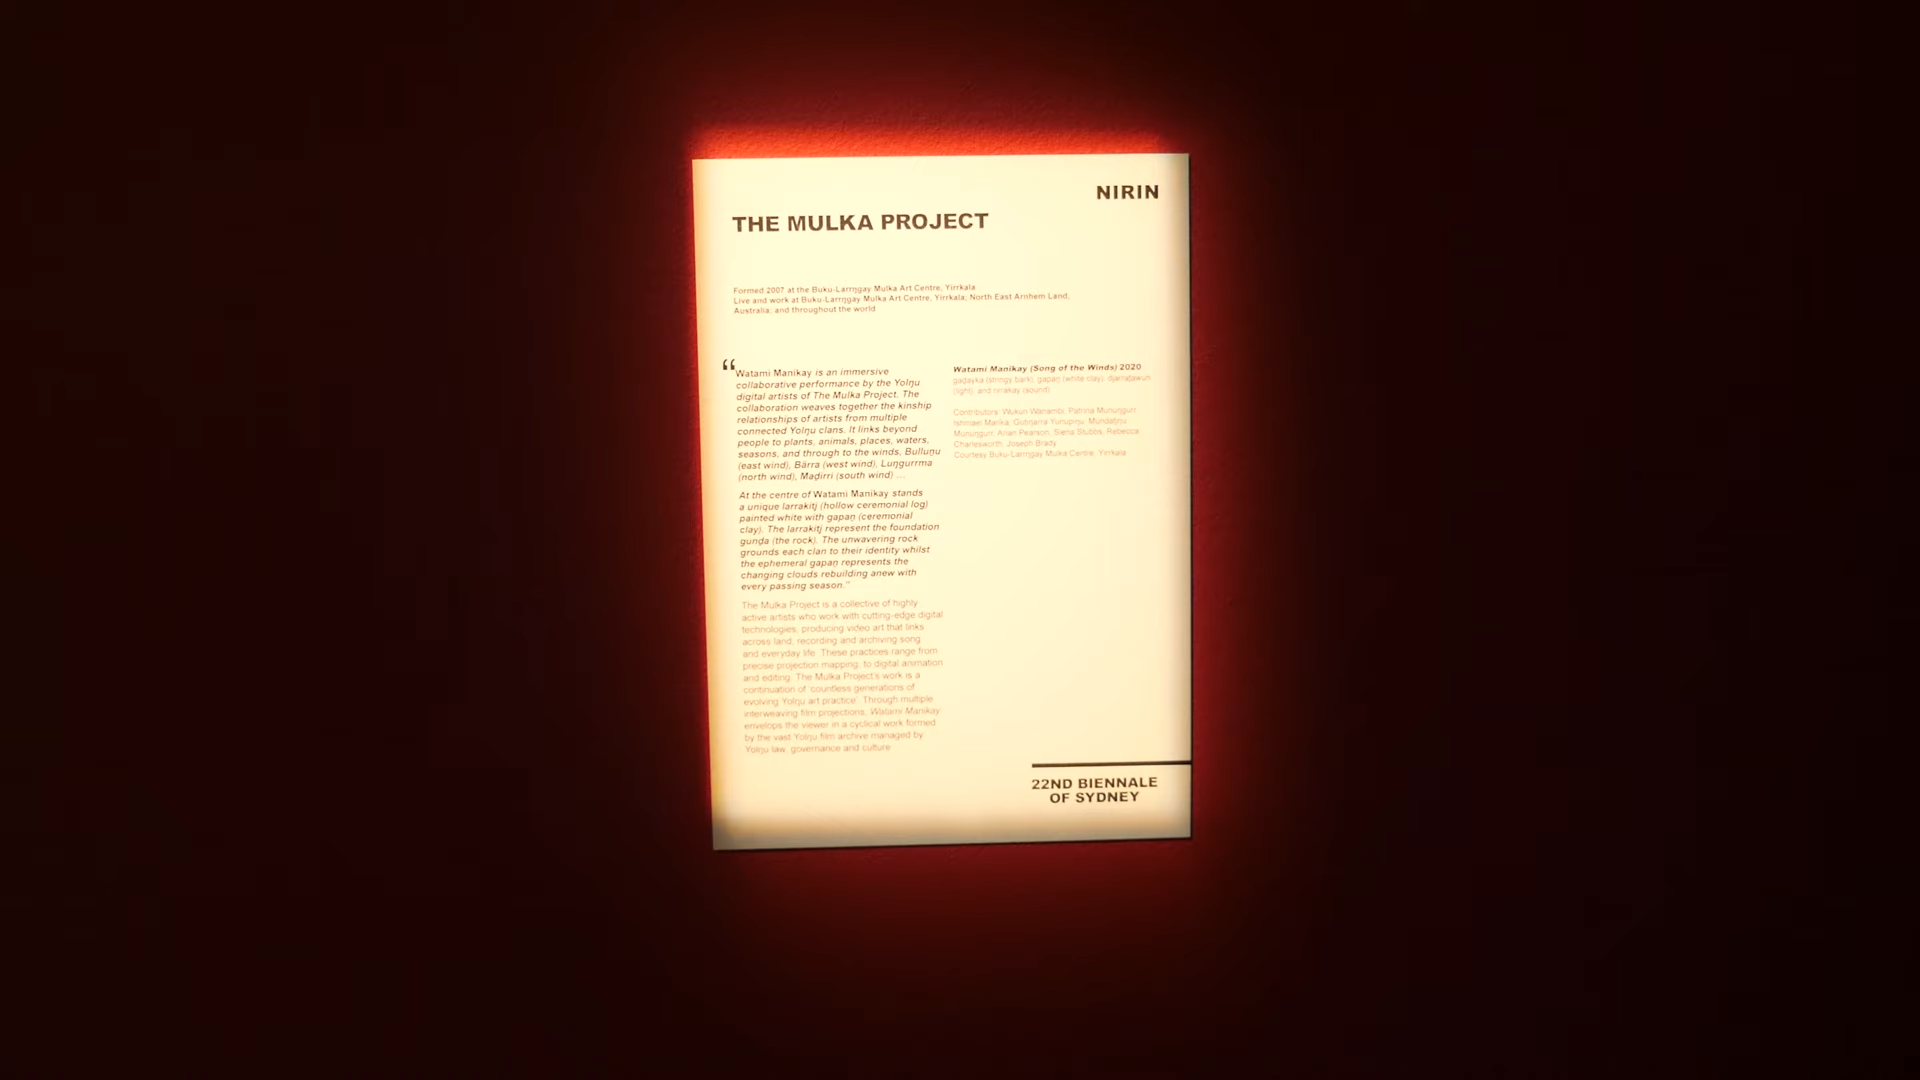 NIRIN
THE MULKA PROJECT
Formed 2007 at the Buku-Larrŋgay Mulka Art Centre, Yirrkala
Live and work at Buku-Larrŋgay Mulka Art Centre, Yirrkala; North East Arnhem Land,
Australia; and throughout the world
“Watami Manikay is an immersive
collaborative performance by the Yolŋu
digital artists of The Mulka Project. The
collaboration weaves together the kinship
relationships of artists from multiple
connected Yolŋu clans. It links beyond
people to plants, animals, places, waters,
seasons, and through to the winds, Bulluṉu
(east wind), Bärra (west wind), Luŋgurrma
(north wind), Maḏirri (south wind) ...
At the centre of Watami Manikay stands
a unique larrakitj (hollow ceremonial log)
painted white with gapaṉ (ceremonial
clay). The larrakitj represent the foundation
gunḏa (the rock). The unwavering rock
grounds each clan to their identity whilst
the ephemeral gapaṉ represents the
changing clouds rebuilding anew with
every passing season.”
The Mulka Project is a collective of highly
active artists who work with cutting-edge digital
technologies, producing video art that links
across land, recording and archiving song
and everyday life. These practices range from
precise projection mapping, to digital animation
and editing. The Mulka Project's work is a
continuation of 'countless generations of
evolving Yolŋu art practice'. Through multiple
interweaving film projections, Watami Manikay
envelops the viewer in a cyclical work formed
by the vast Yolŋu film archive managed by
Yolŋu law, governance and culture
Watami Manikay (Song of the Winds) 2020
gaḏayka (stringy bark), gapaṉ (white clay),
(light), and rirrakay (sound)
Contributors: Wukun Wanambi, Patrina Munuŋgurr,
Ishmael Marika, Gutiŋarra Yunupiŋu, Mundatjŋu
Munuŋgurr, Arian Pearson, Siena Stubbs, Rebecca
Charlesworth, Joseph Brady
Courtesy Buku-Larrŋgay Mulka Centre, Yirrkala
22ND BIENNALE
OF SYDNEY